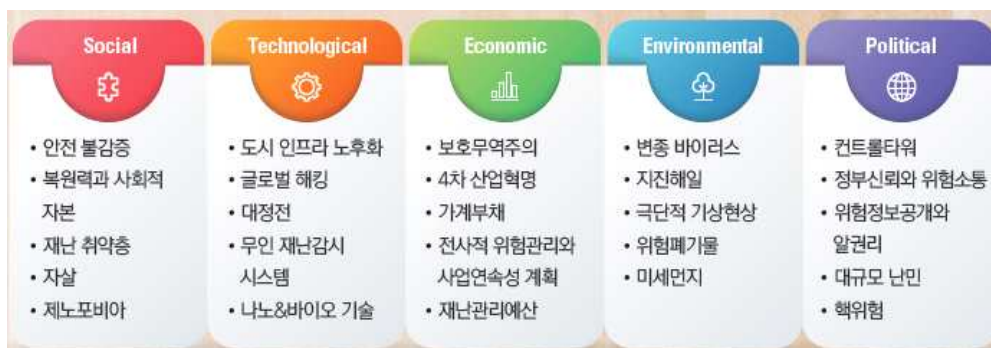 Social
• 안전 불감증
• 복원력과 사회적
자본
• 재난 취약층
• 자살
• 제노포비아
Technological
• 도시 인프라 노후화
• 글로벌 해킹
• 대정전
• 무인 재난감시
시스템
• 나노&바이오 기술
Economic
• 보호무역주의
• 4차 산업혁명
• 가계부채
• 전사적 위험관리와
사업연속성 계획
• 재난관리예산
Environmental
• 변종 바이러스
• 지진해일
• 극단적 기상현상
• 위험폐기물
• 미세먼지
Political
• 컨트롤타워
• 정부신뢰와 위험소통
• 위험정보공개와
알권리
• 대규모 난민
• 핵위험